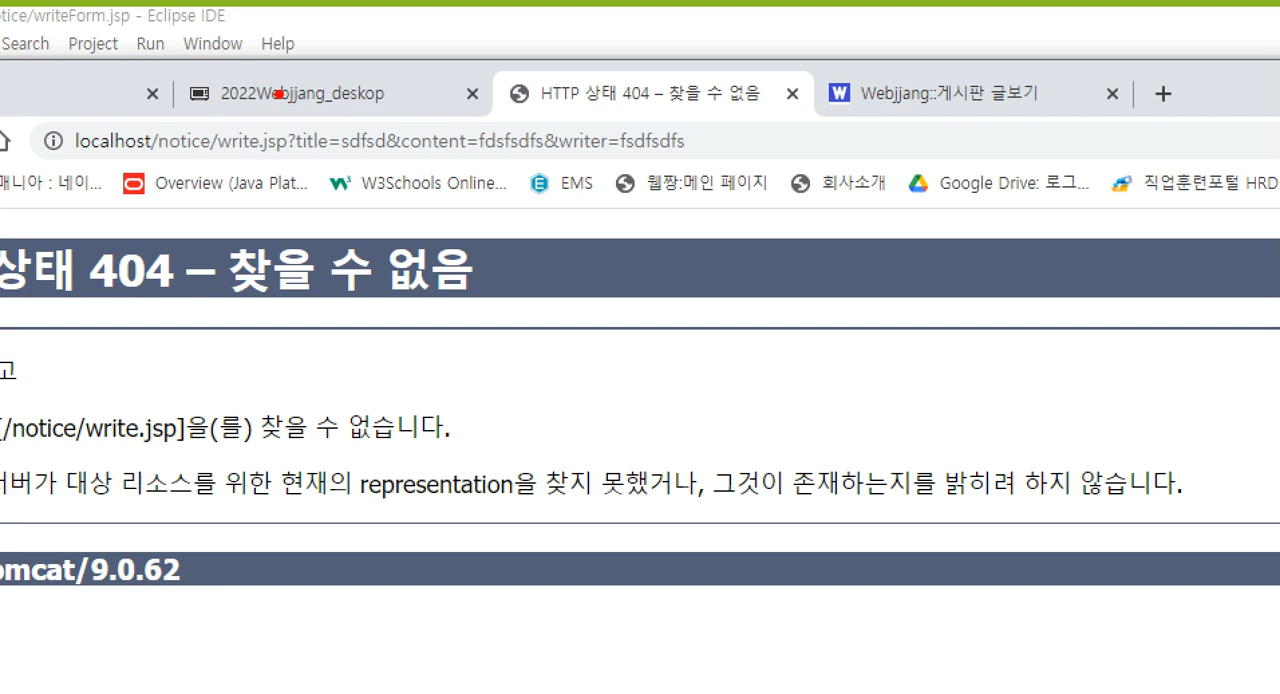 tice/writeForm.jsp - Eclipse IDE
Search Project Run Window Help
2022Webjjang_deskop HTTP 상태 404 – 찾을 수 없음 Webjjang::게시판 글보기
localhost/notice/write.jsp?title=sdfsd&content=fdsfsdfs&writer=fsdfsdfs
매니아 : 네이... Overview (Java Plat... W3Schools Online... EMS 웹짱:메인 페이지 회사소개 Google Drive: 로그... 직업훈련포털 HRD
상태 404 – 찾을 수 없음
고
[/notice/write.jsp]을(를) 찾을 수 없습니다.
서버가 대상 리소스를 위한 현재의 representation을 찾지 못했거나, 그것이 존재하는지를 밝히려 하지 않습니다.
omcat/9.0.62